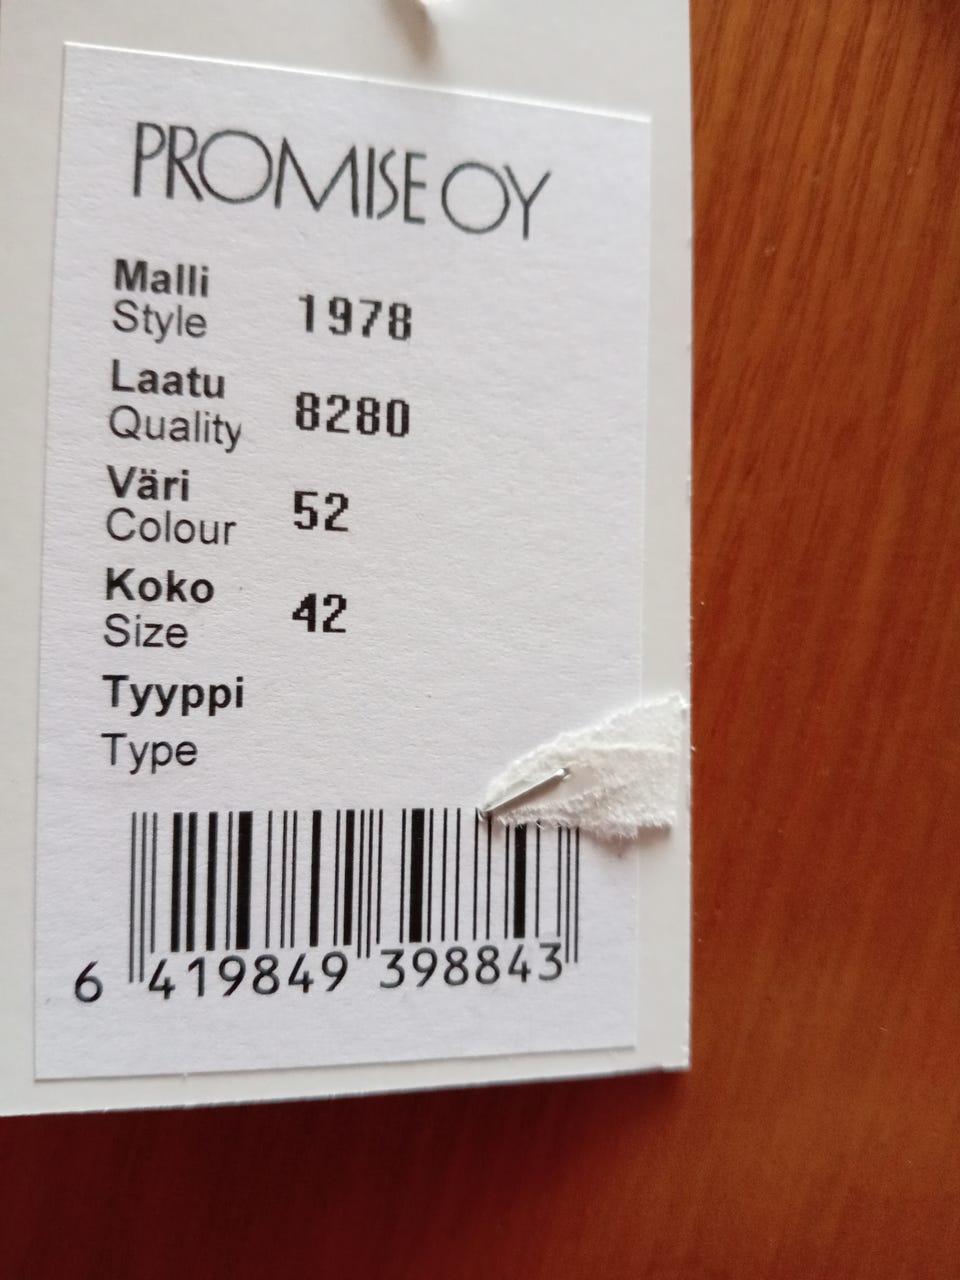 PROMISE OY
Malli
Style 1978
Laatu
Quality 8280
Väri
Colour 52
Koko
Size 42
Tyyppi
Type
6 419849 398843